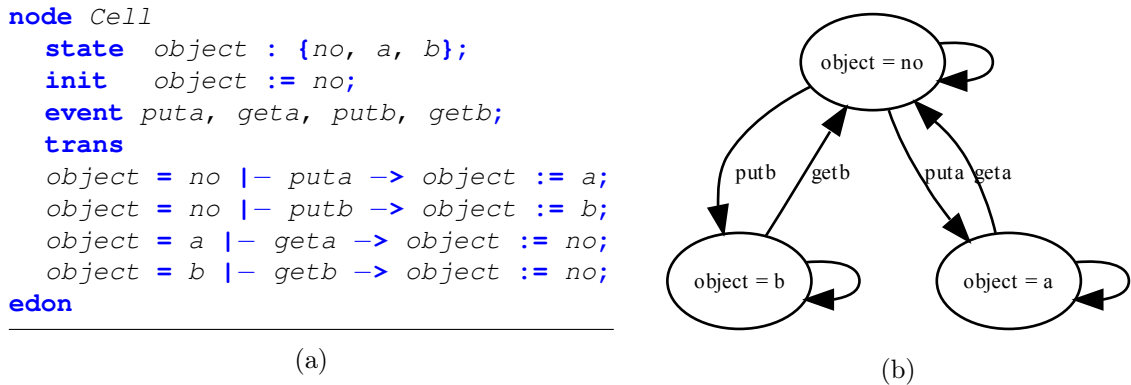 node Cell
state object : {no, a, b};
init object := no;
event puta, geta, putb, getb;
trans
object = no |− puta −> object := a;
object = no |− putb −> object := b;
object = a |− geta −> object := no;
object = b |− getb −> object := no;
edon
(a)
object = no
putb
getb
puta
geta
object = b
object = a
(b)